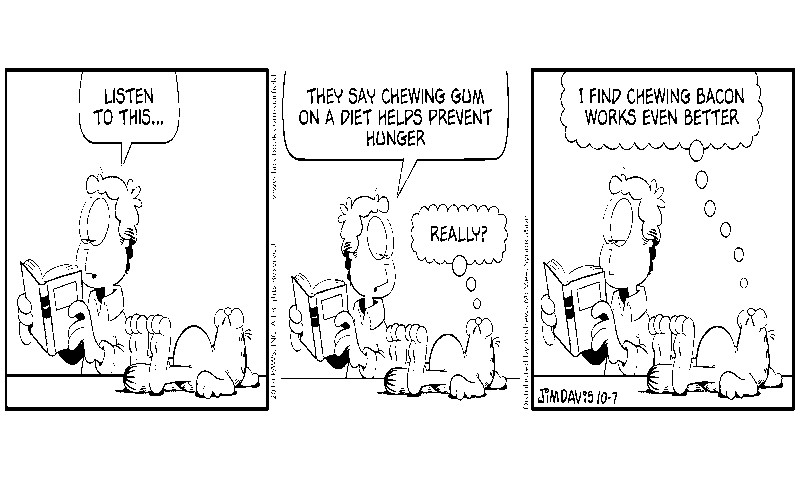 LISTEN
TO THIS...
THEY SAY CHEWING GUM
ON A DIET HELPS PREVENT
HUNGER
REALLY?
I FIND CHEWING BACON
WORKS EVEN BETTER
JIM DAVIS 10-7